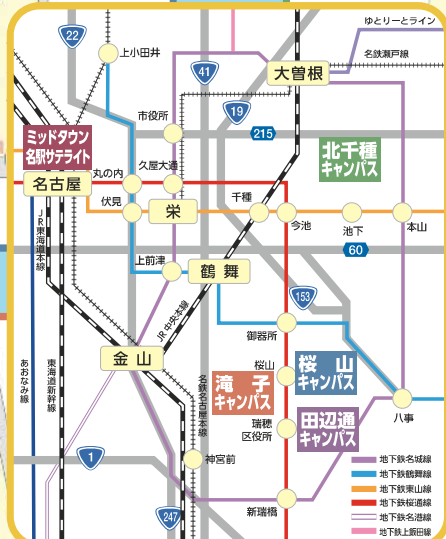 22
上小田井
41
19
ゆとりーとライン
名鉄瀬戸線
大曽根
市役所
215
ミッドタウン
名駅サテライト
北千種
キャンパス
名古屋
丸の内
久屋大通
伏見
栄
千種
今池
池下
本山
JR東海道本線
上前津
鶴舞
60
153
JR中央本線
御器所
金山
桜山
桜山
キャンパス
滝子
キャンパス
あおなみ線
東海道新幹線
名鉄名古屋本線
田辺通
キャンパス
瑞穂
区役所
八事
1
神宮前
247
新瑞橋
地下鉄名城線
地下鉄鶴舞線
地下鉄東山線
地下鉄桜通線
地下鉄名港線
地下鉄上飯田線